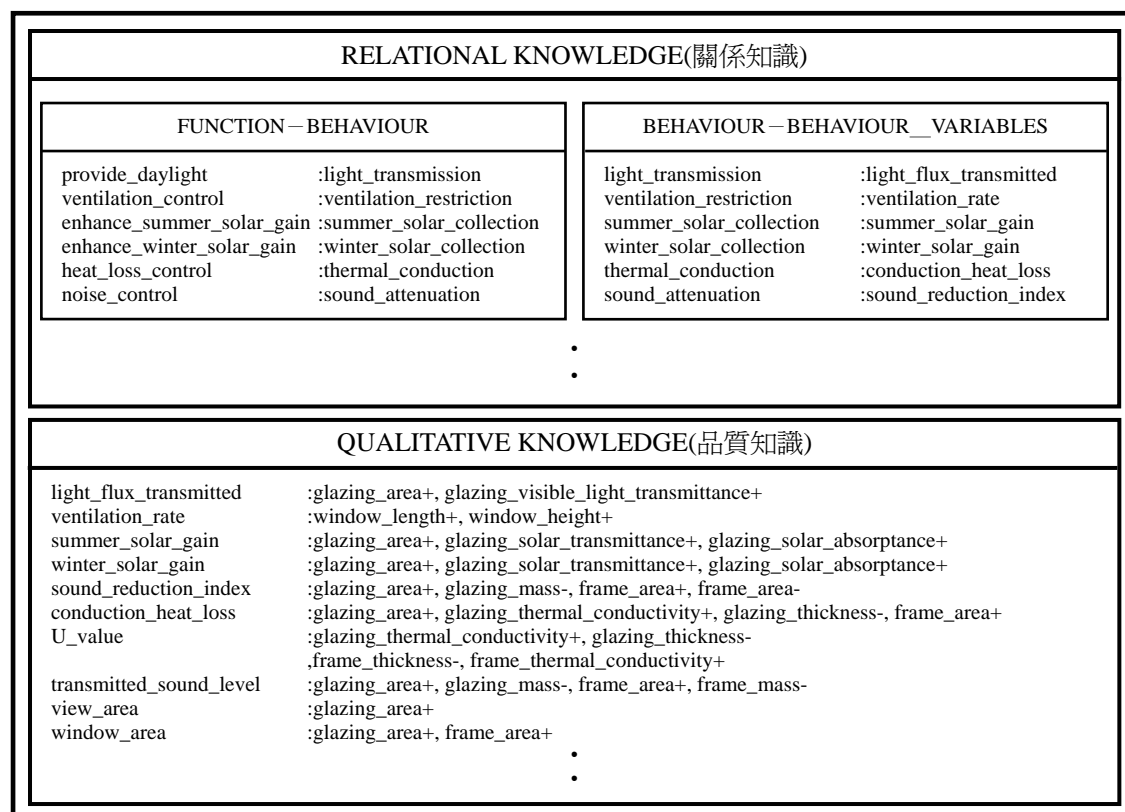 RELATIONAL KNOWLEDGE(關係知識)
FUNCTION－BEHAVIOUR
provide_daylight :light_transmission
ventilation_control :ventilation_restriction
enhance_summer_solar_gain :summer_solar_collection
enhance_winter_solar_gain :winter_solar_collection
heat_loss_control :thermal_conduction
noise_control :sound_attenuation
BEHAVIOUR－BEHAVIOUR__VARIABLES
light_transmission :light_flux_transmitted
ventilation_restriction :ventilation_rate
summer_solar_collection :summer_solar_gain
winter_solar_collection :winter_solar_gain
thermal_conduction :conduction_heat_loss
sound_attenuation :sound_reduction_index
QUALITATIVE KNOWLEDGE(品質知識)
light_flux_transmitted :glazing_area+, glazing_visible_light_transmittance+
ventilation_rate :window_length+, window_height+
summer_solar_gain :glazing_area+, glazing_solar_transmittance+, glazing_solar_absorptance+
winter_solar_gain :glazing_area+, glazing_solar_transmittance+, glazing_solar_absorptance+
sound_reduction_index :glazing_area+, glazing_mass-, frame_area+, frame_area-
conduction_heat_loss :glazing_area+, glazing_thermal_conductivity+, glazing_thickness-, frame_area+
U_value :glazing_thermal_conductivity+, glazing_thickness-
,frame_thickness-, frame_thermal_conductivity+
transmitted_sound_level :glazing_area+, glazing_mass-, frame_area+, frame_mass-
view_area :glazing_area+
window_area :glazing_area+, frame_area+